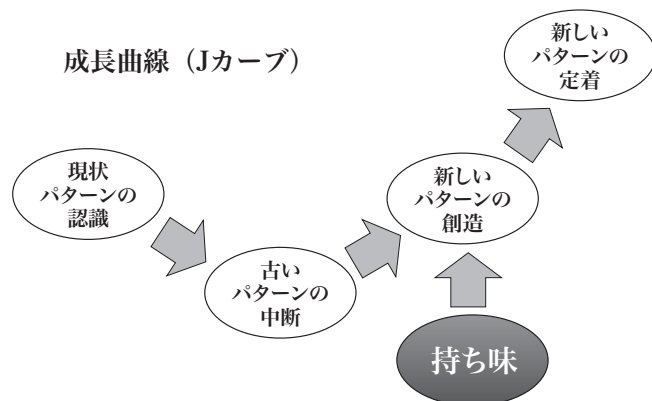 成長曲線（Jカーブ）
現状
パターンの
認識
古い
パターンの
中断
新しい
パターンの
創造
新しい
パターンの
定着
持ち味